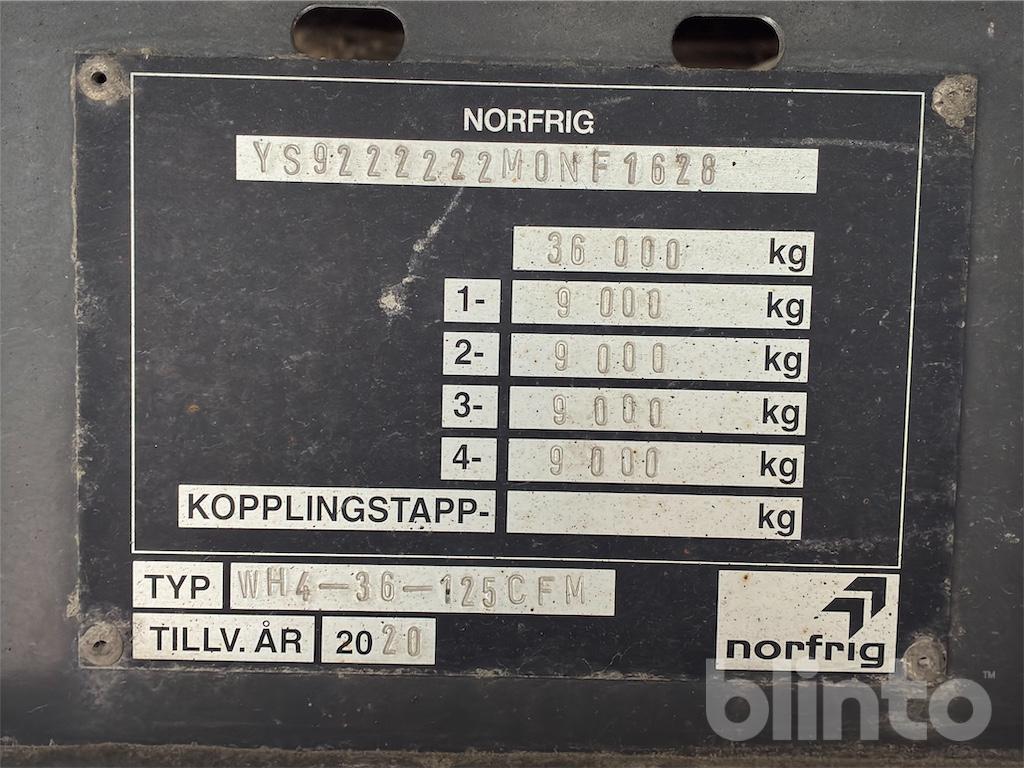 NORFRIG
YS9222222M0NF1628
36 000 kg
1- 9 000 kg
2- 9 000 kg
3- 9 000 kg
4- 9 000 kg
KOPPLINGSTAPP- kg
TYP WH4-36-125CFM
TILLV. ÅR 2020
norfrig
blinto™